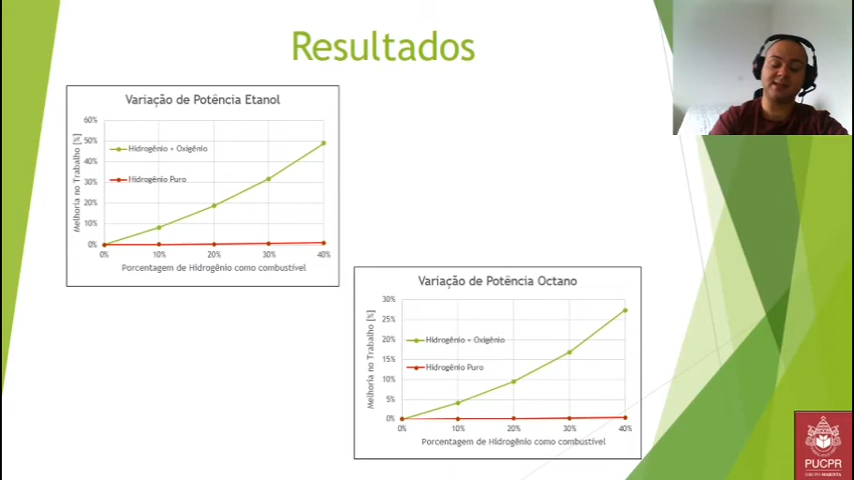 Resultados
Variação de Potência Etanol
60%
50%
40%
30%
20%
10%
0%
Melhoria no Trabalho [%]
Hidrogênio + Oxigênio
Hidrogênio Puro
0% 10% 20% 30% 40%
Porcentagem de Hidrogênio como combustível
Variação de Potência Octano
30%
25%
20%
15%
10%
5%
0%
Melhoria no Trabalho [%]
Hidrogênio + Oxigênio
Hidrogênio Puro
0% 10% 20% 30% 40%
Porcentagem de Hidrogênio como combustível
PUCPR
GRUPO MARISTA